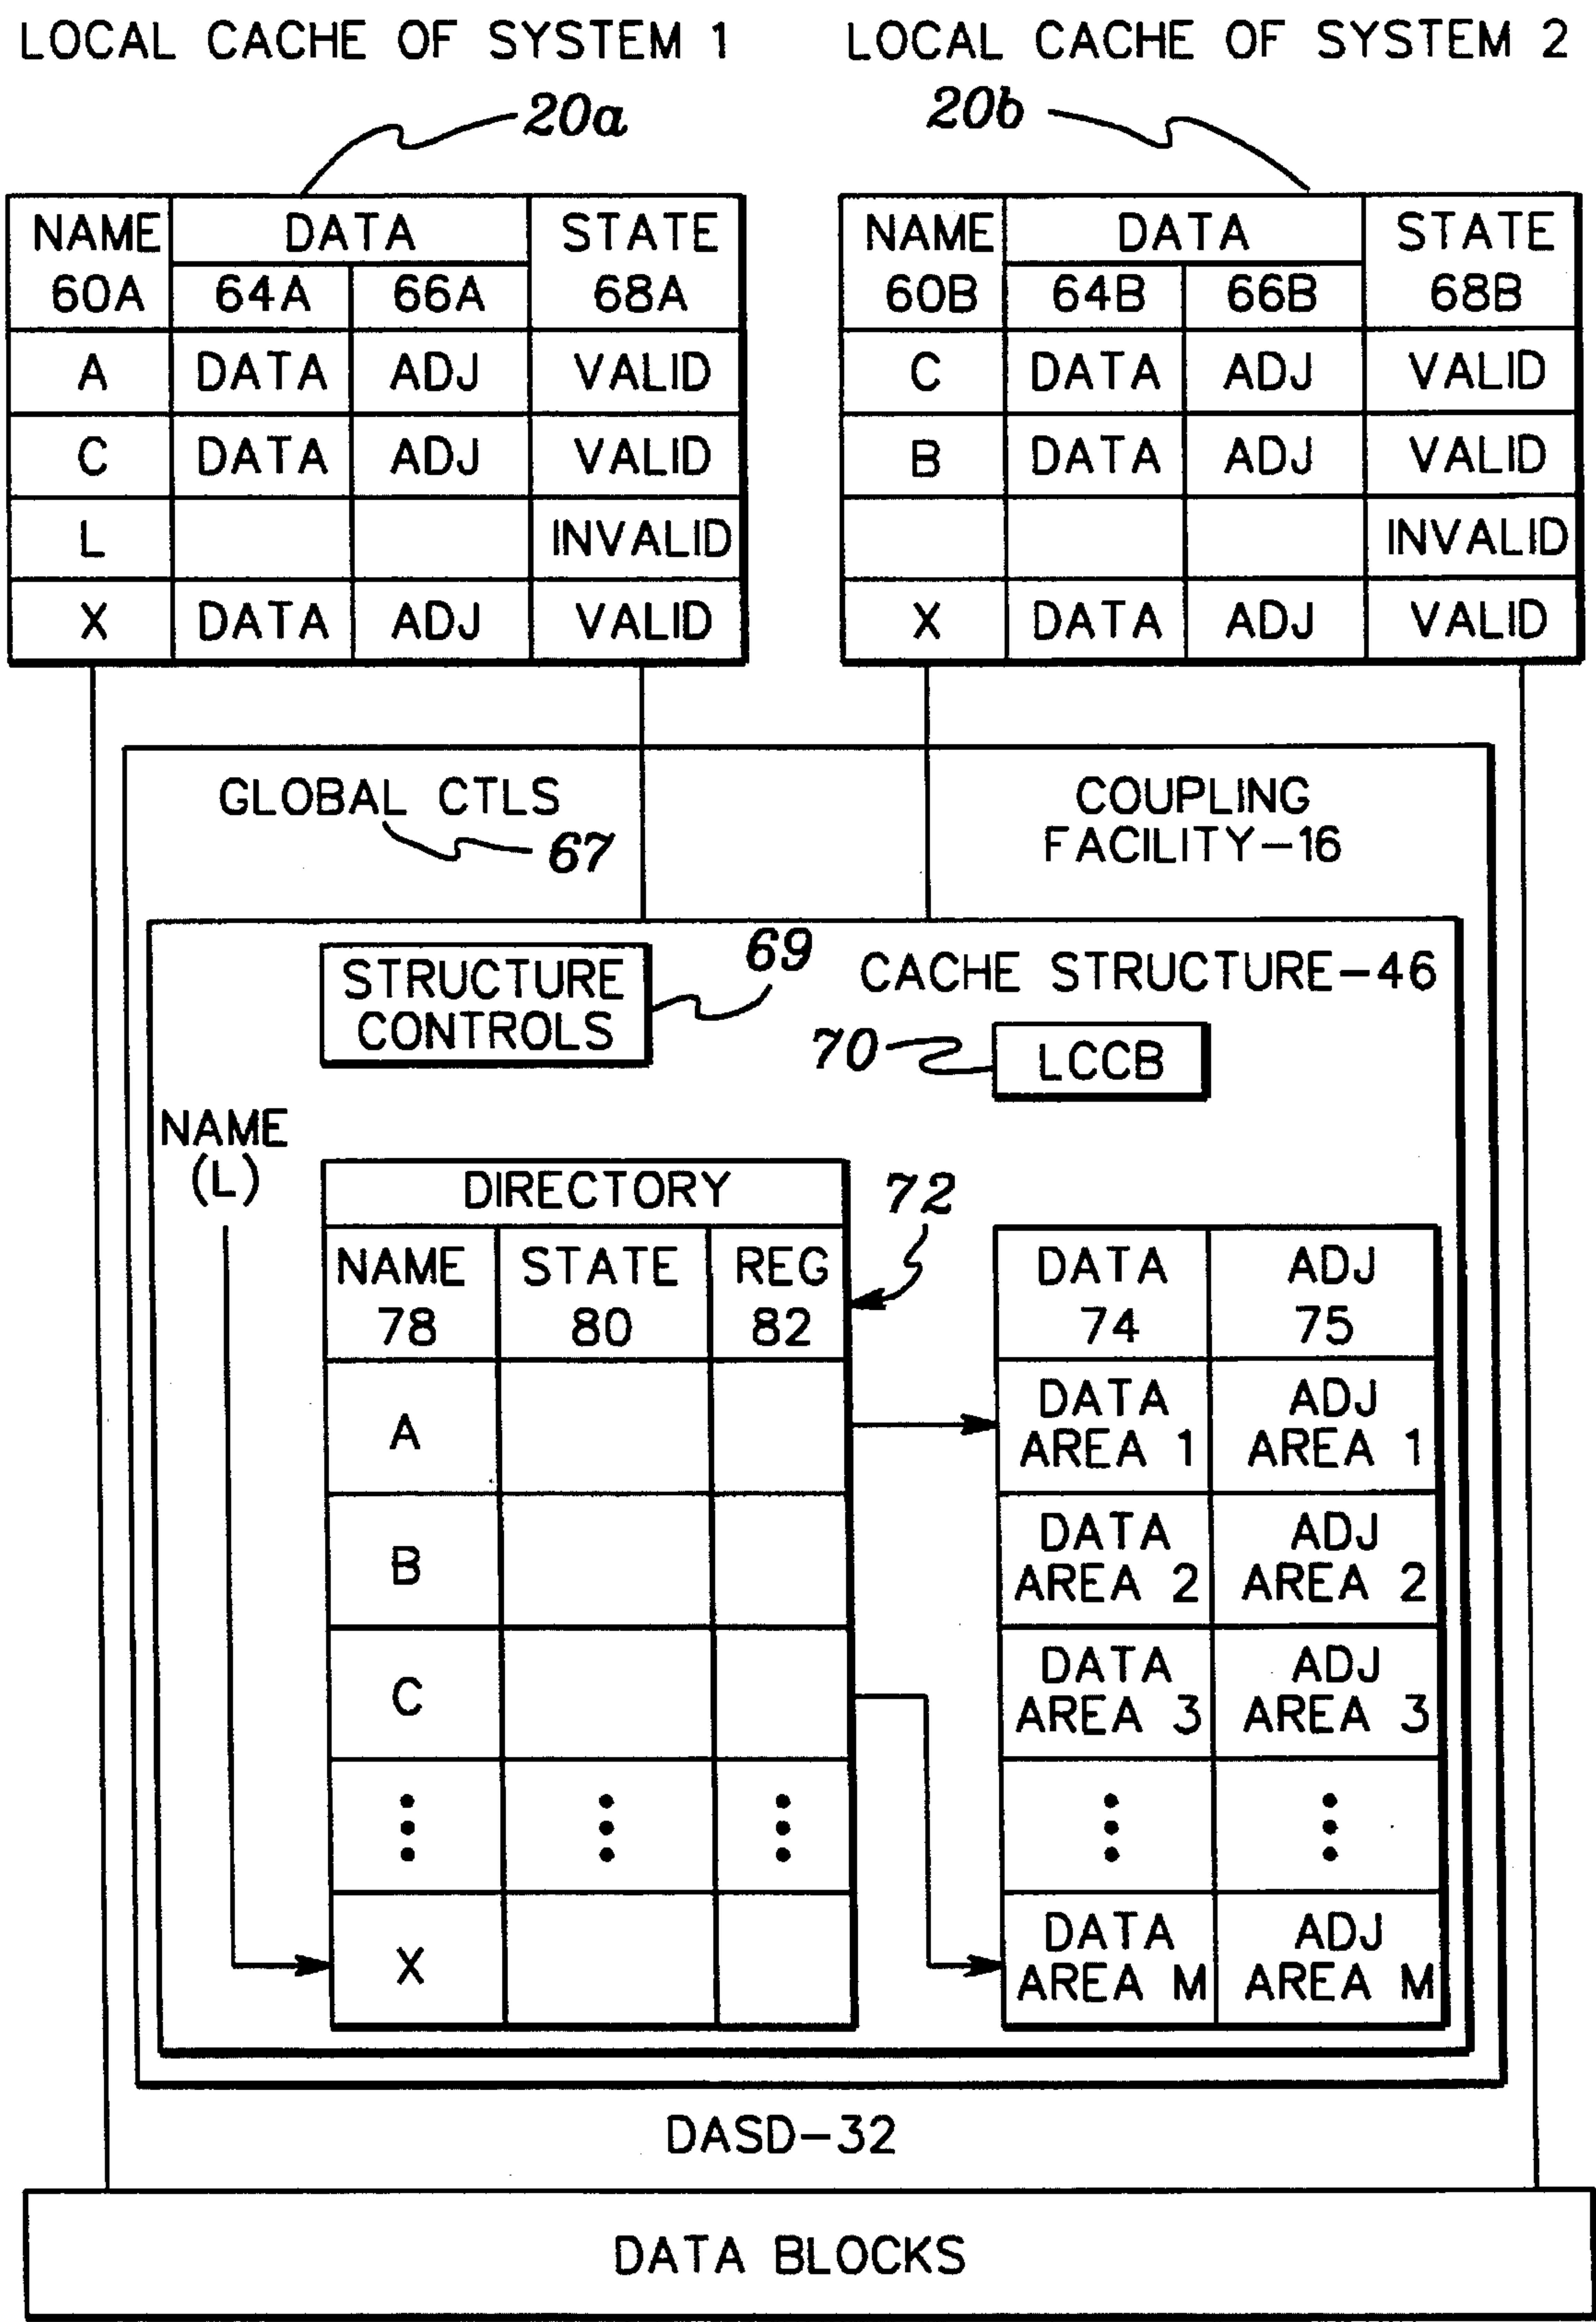 LOCAL CACHE OF SYSTEM 1 LOCAL CACHE OF SYSTEM 2
20a 20b
NAME DATA STATE NAME DATA STATE
60A 64A 66A 68A 60B 64B 66B 68B
A DATA ADJ VALID C DATA ADJ VALID
C DATA ADJ VALID B DATA ADJ VALID
L INVALID INVALID
X DATA ADJ VALID X DATA ADJ VALID
GLOBAL CTLS COUPLING
67 FACILITY-16
STRUCTURE 69 CACHE STRUCTURE-46
CONTROLS 70 LCCB
NAME
(L)
DIRECTORY 72
NAME STATE REG DATA ADJ
78 80 82 74 75
A DATA ADJ
AREA 1 AREA 1
B DATA ADJ
AREA 2 AREA 2
C DATA ADJ
AREA 3 AREA 3
X DATA ADJ
AREA M AREA M
DASD-32
DATA BLOCKS